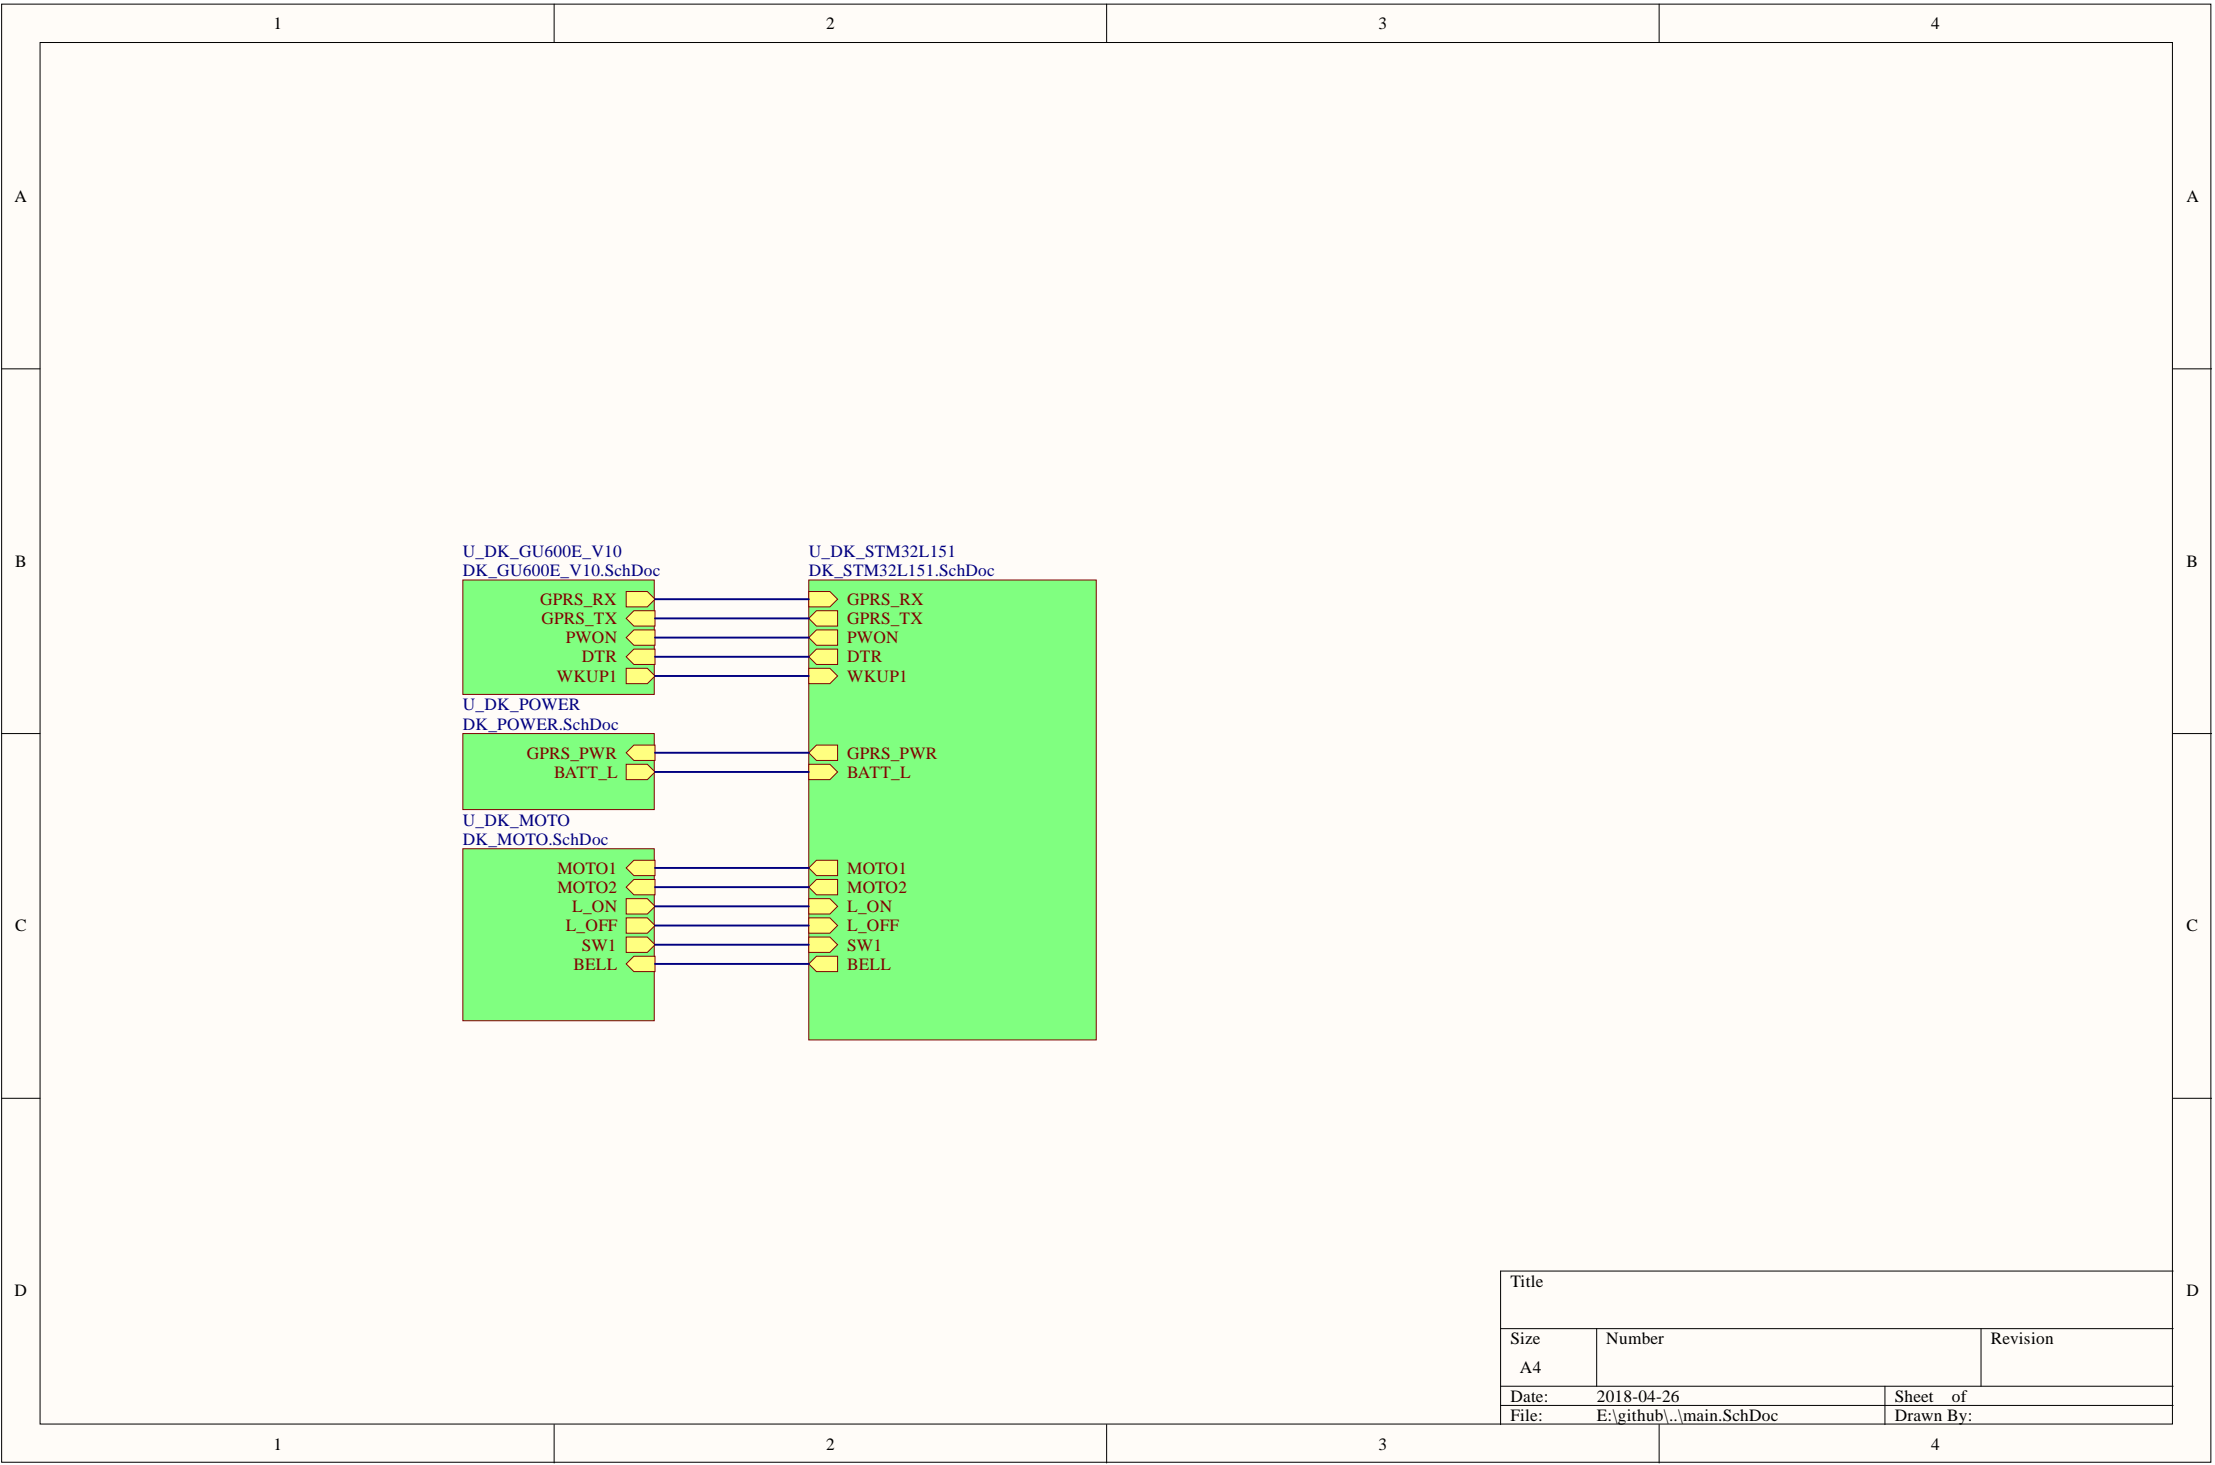 1 2 3 4
A A
B B
C C
D D
U_DK_GU600E_V10
DK_GU600E_V10.SchDoc
GPRS_RX
GPRS_TX
PWON
DTR
WKUP1
U_DK_POWER
DK_POWER.SchDoc
GPRS_PWR
BATT_L
U_DK_MOTO
DK_MOTO.SchDoc
MOTO1
MOTO2
L_ON
L_OFF
SW1
BELL
U_DK_STM32L151
DK_STM32L151.SchDoc
GPRS_RX
GPRS_TX
PWON
DTR
WKUP1
GPRS_PWR
BATT_L
MOTO1
MOTO2
L_ON
L_OFF
SW1
BELL
Title
Size Number Revision
A4
Date: 2018-04-26 Sheet of
File: E:\github\..\main.SchDoc Drawn By:
1 2 3 4